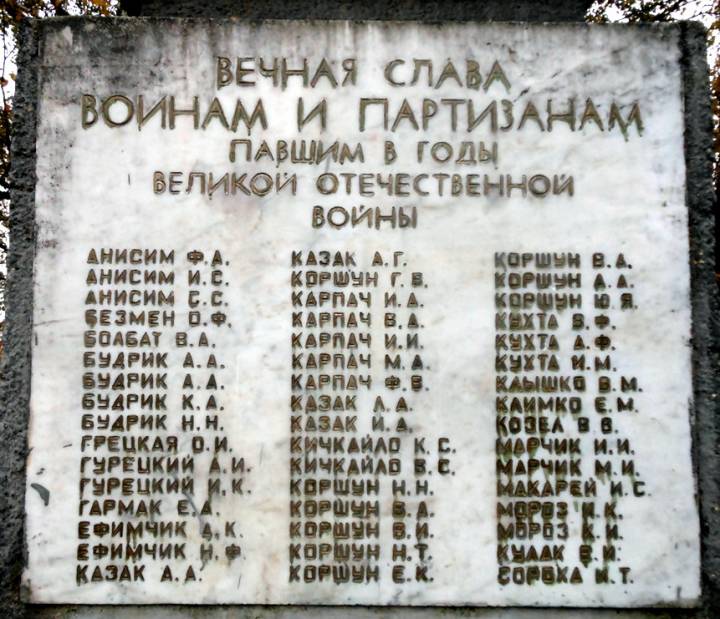 ВЕЧНАЯ СЛАВА
ВОИНАМ И ПАРТИЗАНАМ
ПАВШИМ В ГОДЫ
ВЕЛИКОЙ ОТЕЧЕСТВЕННОЙ
ВОЙНЫ
АНИСИМ Ф.А.
АНИСИМ И.С.
АНИСИМ С.С.
БЕЗМЕН О.Ф.
БОЛБАТ В.А.
БУДРИК А.А.
БУДРИК А.А.
БУДРИК К.А.
БУДРИК Н.Н.
ГРЕЦКАЯ О.И.
ГУРЕЦКИЙ А.И.
ГУРЕЦКИЙ И.К.
ГАРМАК Е.А.
ЕФИМЧИК А.К.
ЕФИМЧИК Н.Ф.
КАЗАК А.А.
КАЗАК А.Г.
КОРШУН Г.В.
КАРПАЧ И.А.
КАРПАЧ В.А.
КАРПАЧ И.И.
КАРПАЧ М.А.
КАРПАЧ Ф.В.
КАЗАК Л.А.
КАЗАК И.А.
КИЧКАЙЛО К.С.
КИЧКАЙЛО В.С.
КОРШУН Н.Н.
КОРШУН В.А.
КОРШУН В.И.
КОРШУН Н.Т.
КОРШУН Е.К.
КОРШУН В.Д.
КОРШУН А.А.
КОРШУН Ю.Я.
КУХТА В.Ф.
КУХТА А.Ф.
КУХТА И.М.
КЛЫШКО В.М.
КЛИМКО Е.М.
КОЗЕЛ В.В.
МАРЧИК И.И.
МАРЧИК М.И.
МАКАРЕЙ И.С.
МОРОЗ И.К.
МОРОЗ К.И.
КУЛАК В.И.
СОРОКА И.Т.